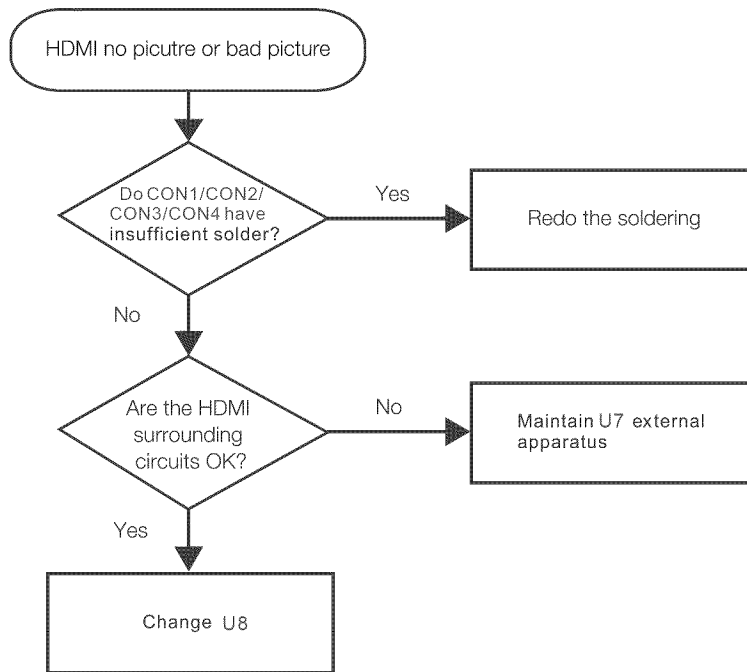 HDMI no picutre or bad picture
Do CON1/CON2/
CON3/CON4 have
insufficient solder?
Yes
Redo the soldering
No
Are the HDMI
surrounding
circuits OK?
No
Maintain U7 external
apparatus
Yes
Change U8